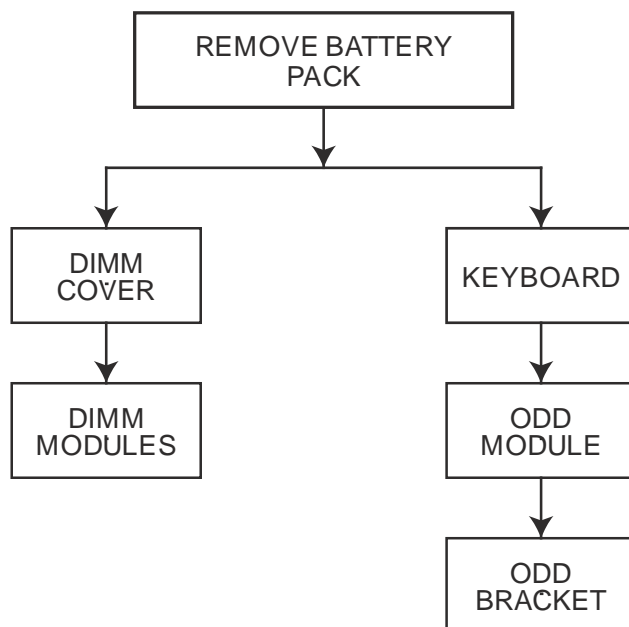 REMOVE BATTERY
PACK
DIMM
COVER
KEYBOARD
DIMM
MODULES
ODD
MODULE
ODD
BRACKET